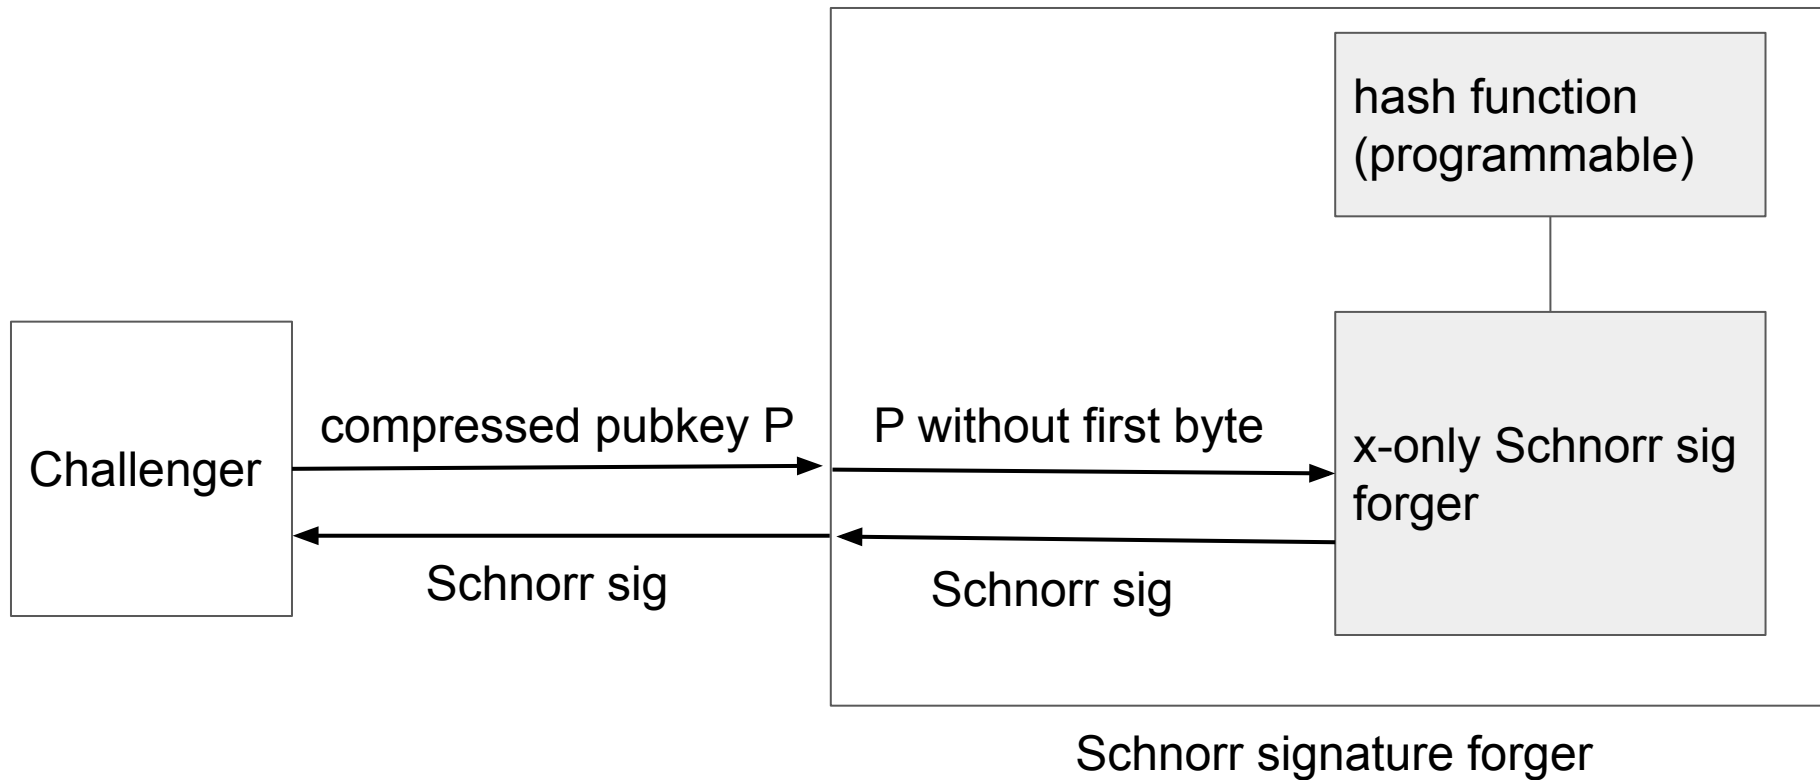 hash function
(programmable)
Challenger
compressed pubkey P
P without first byte
x-only Schnorr sig
forger
Schnorr sig
Schnorr sig
Schnorr signature forger